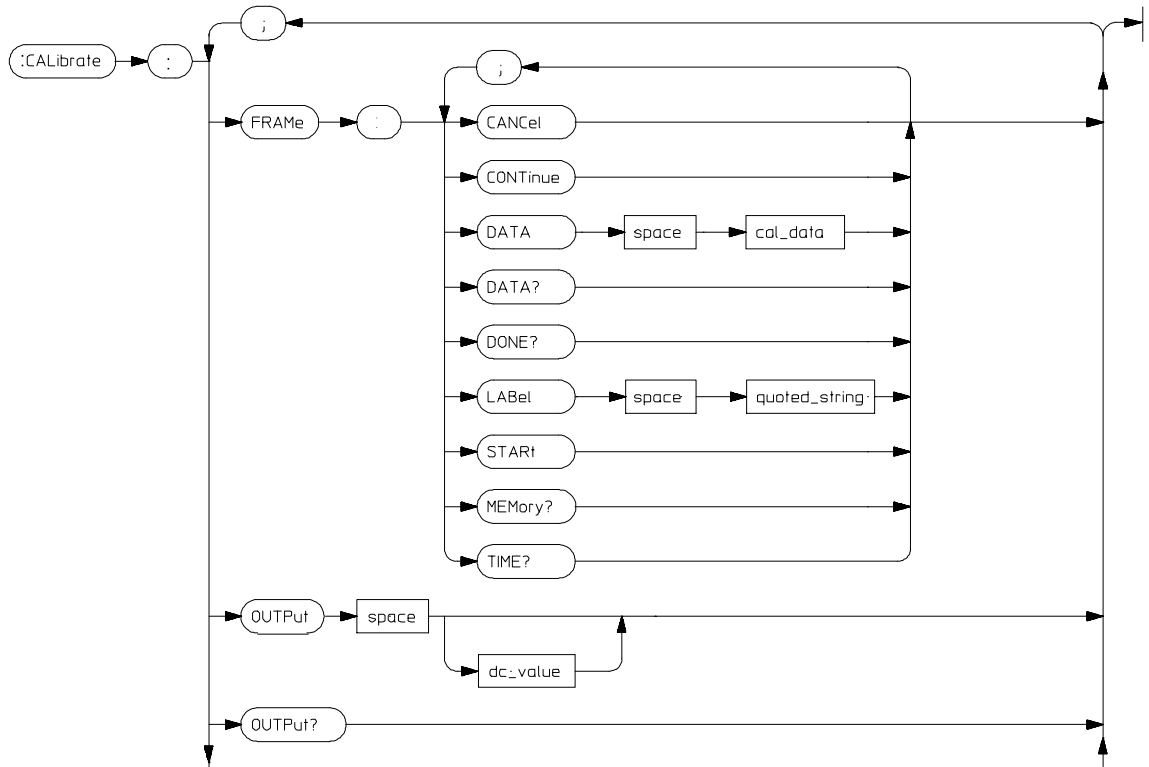 ;
:CALibrate :
;
FRAMe : CANCel
CONTinue
DATA space cal_data
DATA?
DONE?
LABel space quoted_string
STARt
MEMory?
TIME?
OUTPut space
dc_value
OUTPut?